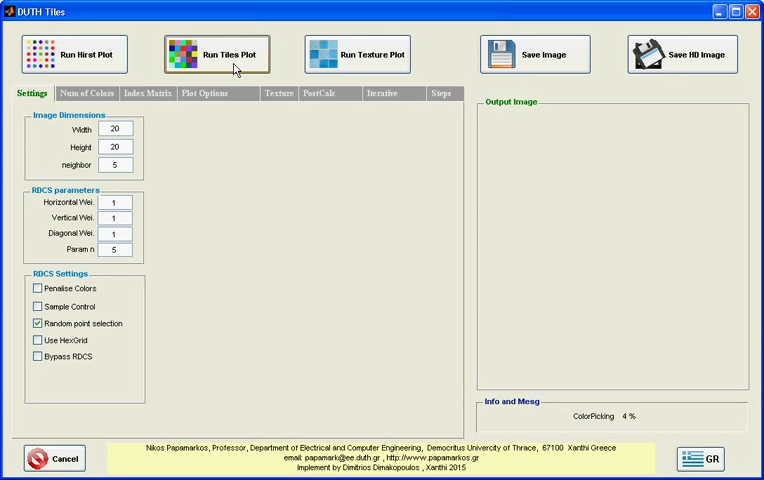 DUTH Tiles
Run Hirst Plot
Run Tiles Plot
Run Texture Plot
Save Image
Save HD Image
Settings Num of Colors Index Matrix Plot Options Texture PostCalc Iterative Steps
Image Dimensions
Width 20
Height 20
neighbor 5
RDCS parameters
Horizontal Wei. 1
Vertical Wei. 1
Diagonal Wei. 1
Param n 5
RDCS Settings
Penalise Colors
Sample Control
Random point selection
Use HexGrid
Bypass RDCS
Output Image
Info and Mesg
ColorPicking 4 %
Cancel
Nikos Papamarkos, Professor, Department of Electrical and Computer Engineering, Democritus Univercity of Thrace, 67100 Xanthi Greece
email: papamark@ee.duth.gr , http://www.papamarkos.gr
Implement by Dimitrios Dimakopoulos , Xanthi 2015
GR